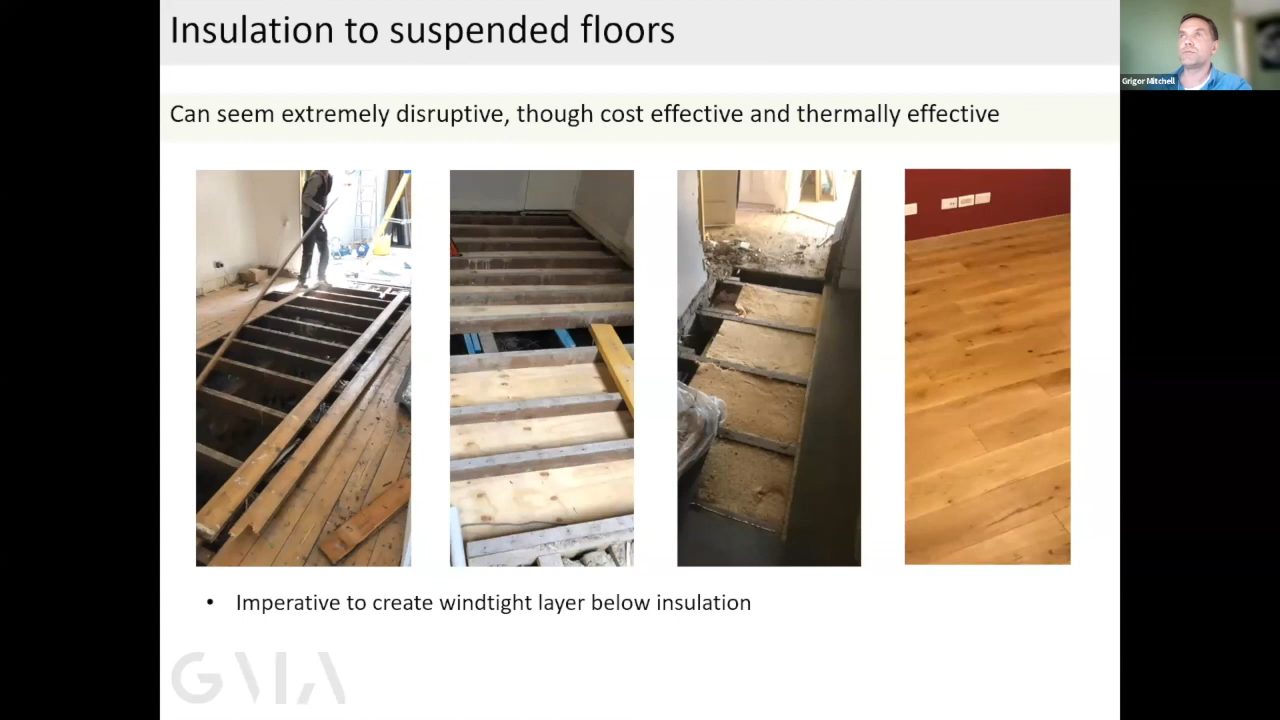 Insulation to suspended floors
Grigor Mitchell
Can seem extremely disruptive, though cost effective and thermally effective
• Imperative to create windtight layer below insulation
GAIA